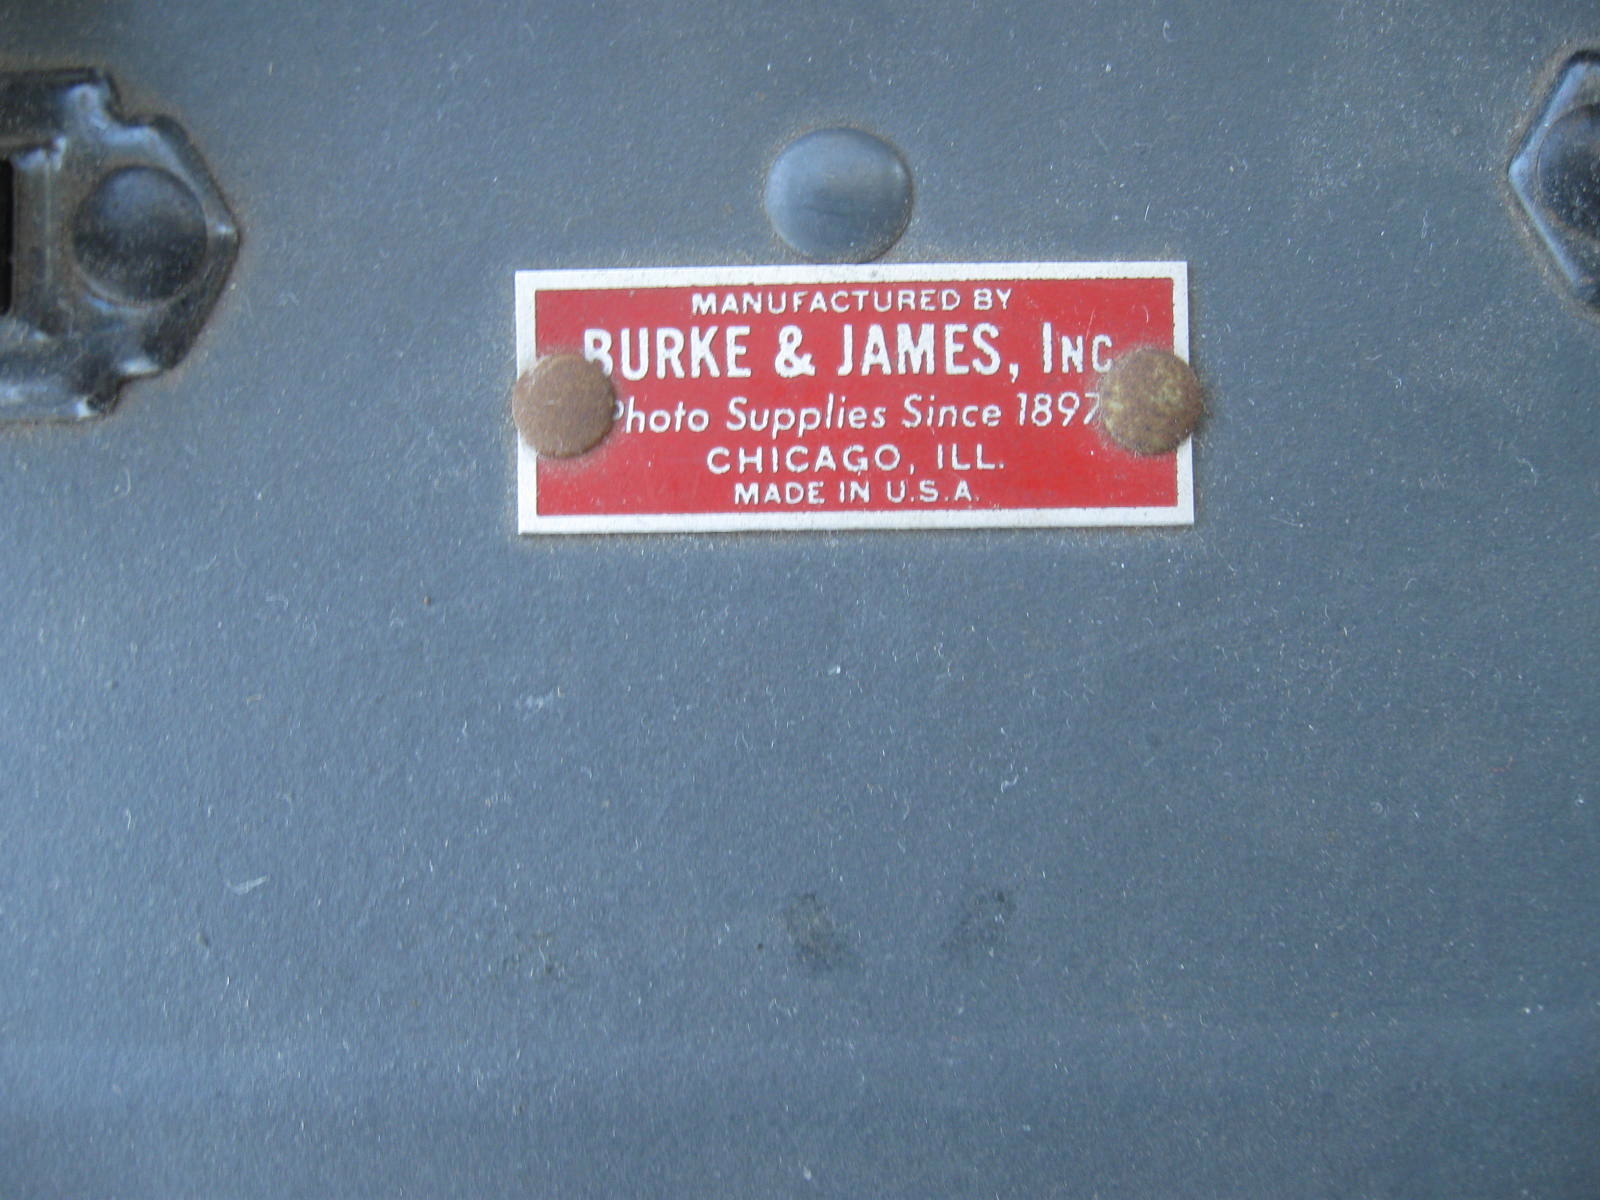 MANUFACTURED BY
BURKE & JAMES, INC
Photo Supplies Since 1897
CHICAGO, ILL.
MADE IN U.S.A.